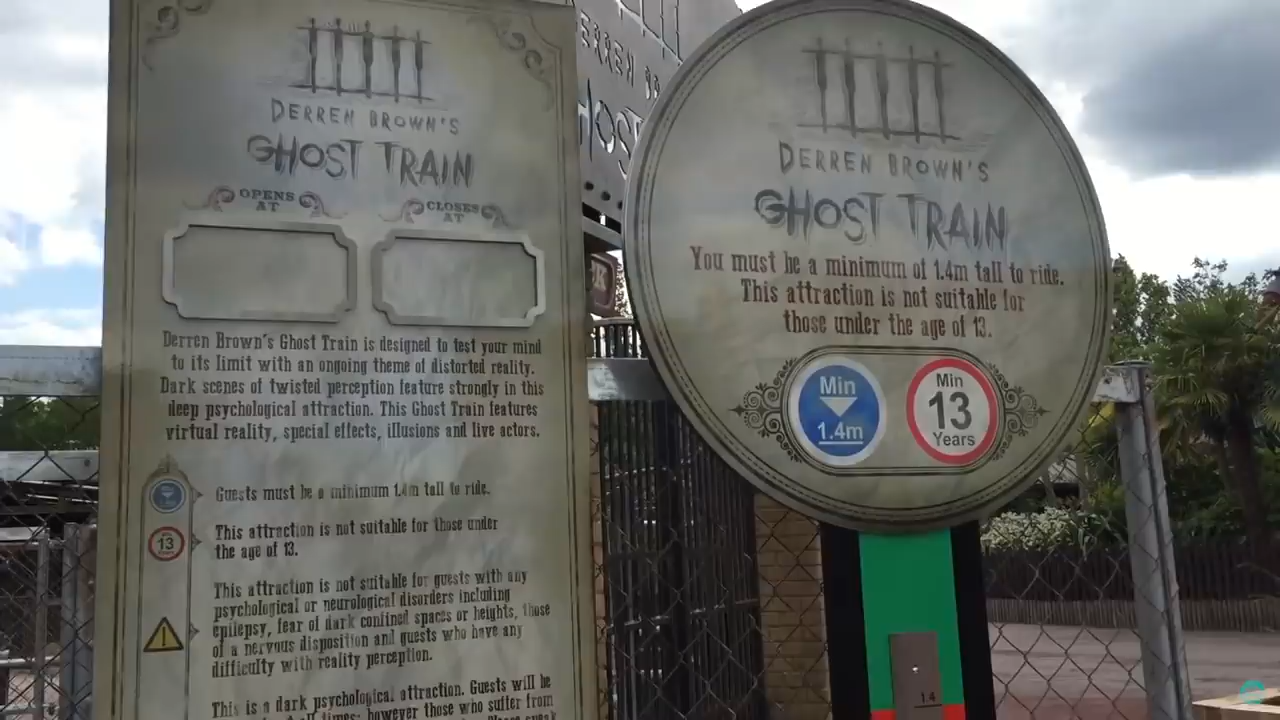 DERREN BROWN'S
GHOST TRAIN
OPENS
AT
CLOSES
AT
Derren Brown's Ghost Train is designed to test your mind
to its limit with an ongoing theme of distorted reality.
Dark scenes of twisted perception feature strongly in this
deep psychological attraction. This Ghost Train features
virtual reality, special effects, illusions and live actors.
Guests must be a minimum 1.4m tall to ride.
13
This attraction is not suitable for those under
the age of 13.
This attraction is not suitable for guests with any
psychological or neurological disorders including
epilepsy, fear of dark confined spaces or heights, those
of a nervous disposition and guests who have any
difficulty with reality perception.
This is a dark psychological attraction. Guests will be
times; however those who suffer from
DERREN BROWN'S
GHOST TRAIN
You must be a minimum of 1.4m tall to ride.
This attraction is not suitable for
those under the age of 13.
Min
1.4m
Min
13
Years
1.4